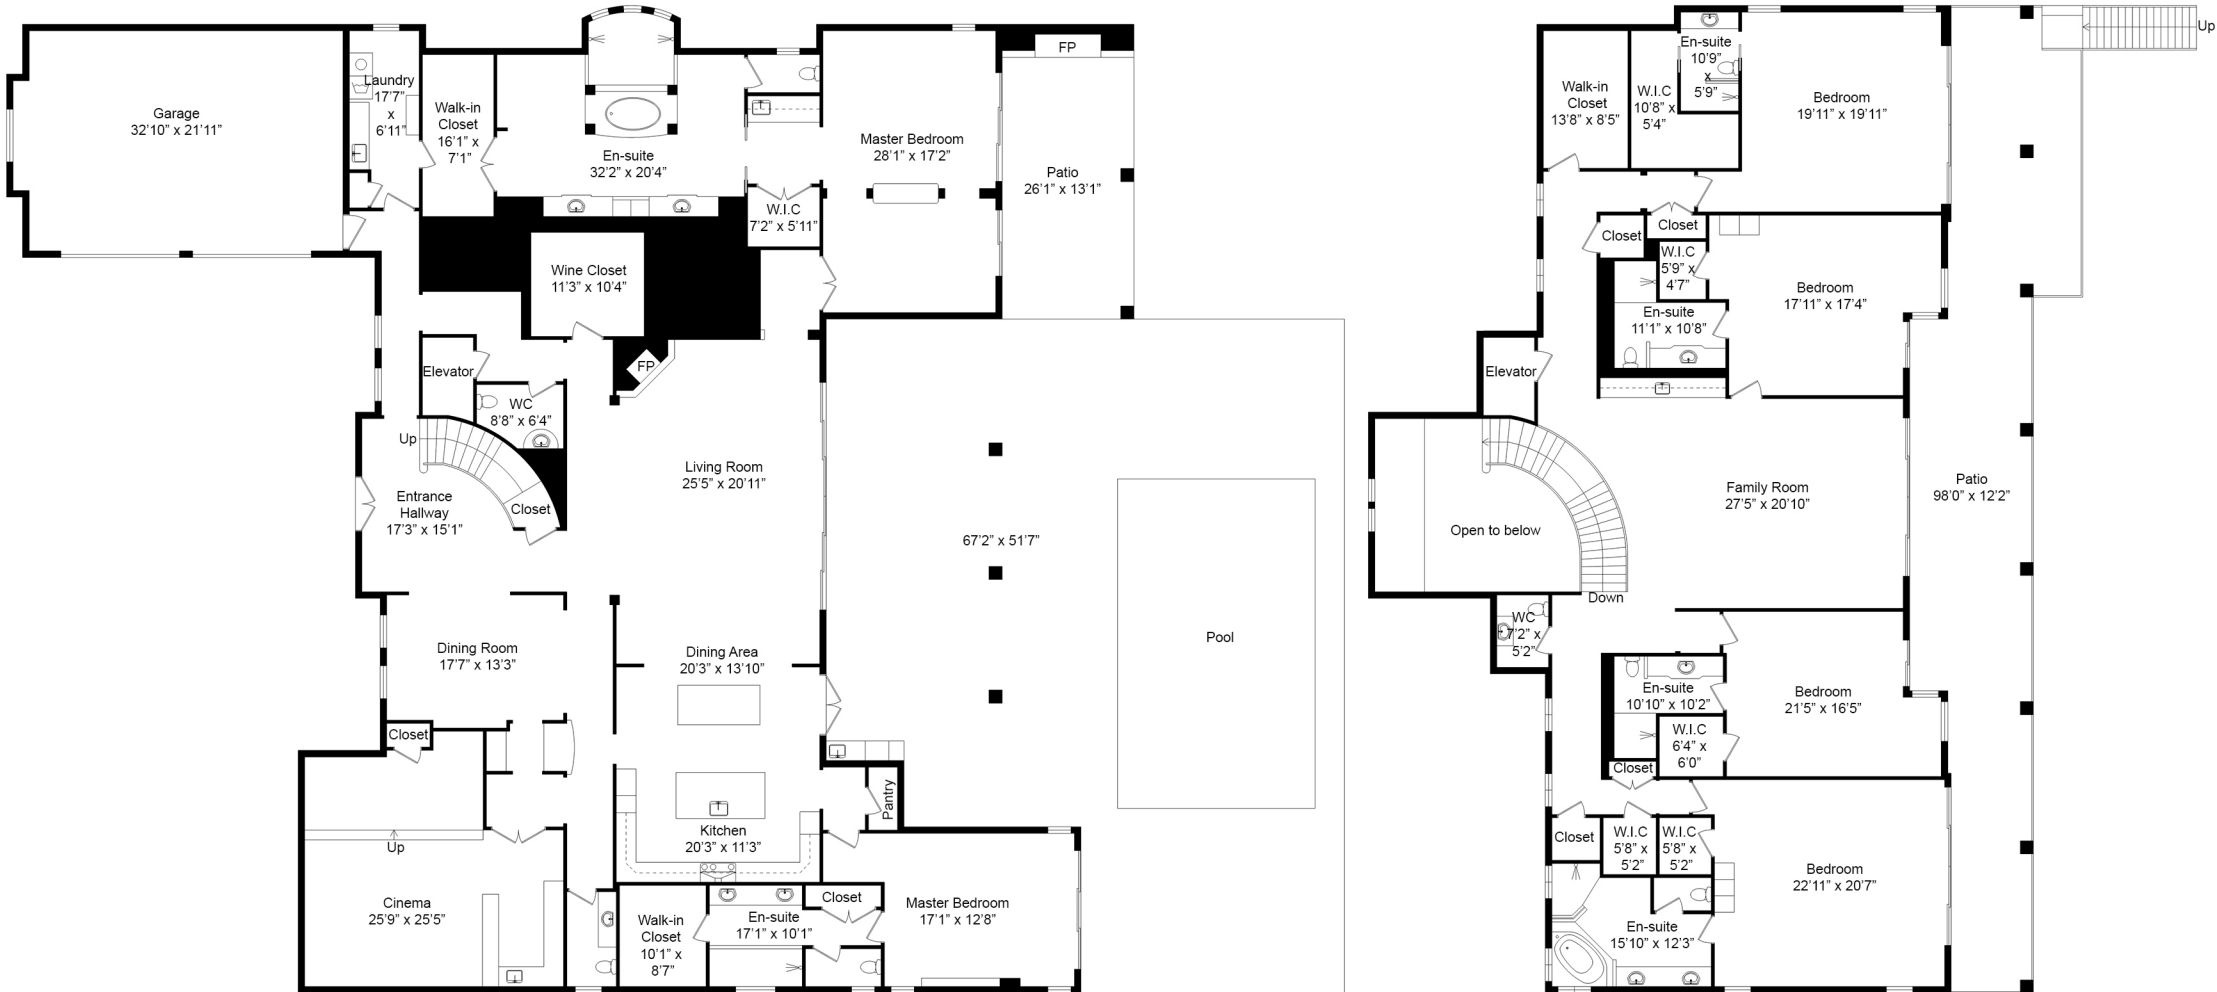 Garage
32'10" x 21'11"
Laundry
17'7"
x
6'11"
Walk-in
Closet
16'1" x
7'1"
En-suite
32'2" x 20'4"
W.I.C
7'2" x 5'11"
Master Bedroom
28'1" x 17'2"
FP
Patio
26'1" x 13'1"
Wine Closet
11'3" x 10'4"
FP
Elevator
WC
8'8" x 6'4"
Up
Entrance
Hallway
17'3" x 15'1"
Closet
Living Room
25'5" x 20'11"
67'2" x 51'7"
Pool
Dining Room
17'7" x 13'3"
Dining Area
20'3" x 13'10"
Closet
Up
Cinema
25'9" x 25'5"
Kitchen
20'3" x 11'3"
Pantry
Walk-in
Closet
10'1" x
8'7"
En-suite
17'1" x 10'1"
Closet
Master Bedroom
17'1" x 12'8"
Up
Walk-in
Closet
13'8" x 8'5"
W.I.C
10'8" x
5'4"
En-suite
10'9"
x
5'9"
Bedroom
19'11" x 19'11"
Closet
Closet
W.I.C
5'9" x
4'7"
En-suite
11'1" x 10'8"
Bedroom
17'11" x 17'4"
Elevator
Open to below
Down
Family Room
27'5" x 20'10"
Patio
98'0" x 12'2"
WC
7'2" x
5'2"
En-suite
10'10" x 10'2"
W.I.C
6'4" x
6'0"
Bedroom
21'5" x 16'5"
Closet
Closet
W.I.C
5'8" x
5'2"
W.I.C
5'8" x
5'2"
Bedroom
22'11" x 20'7"
En-suite
15'10" x 12'3"